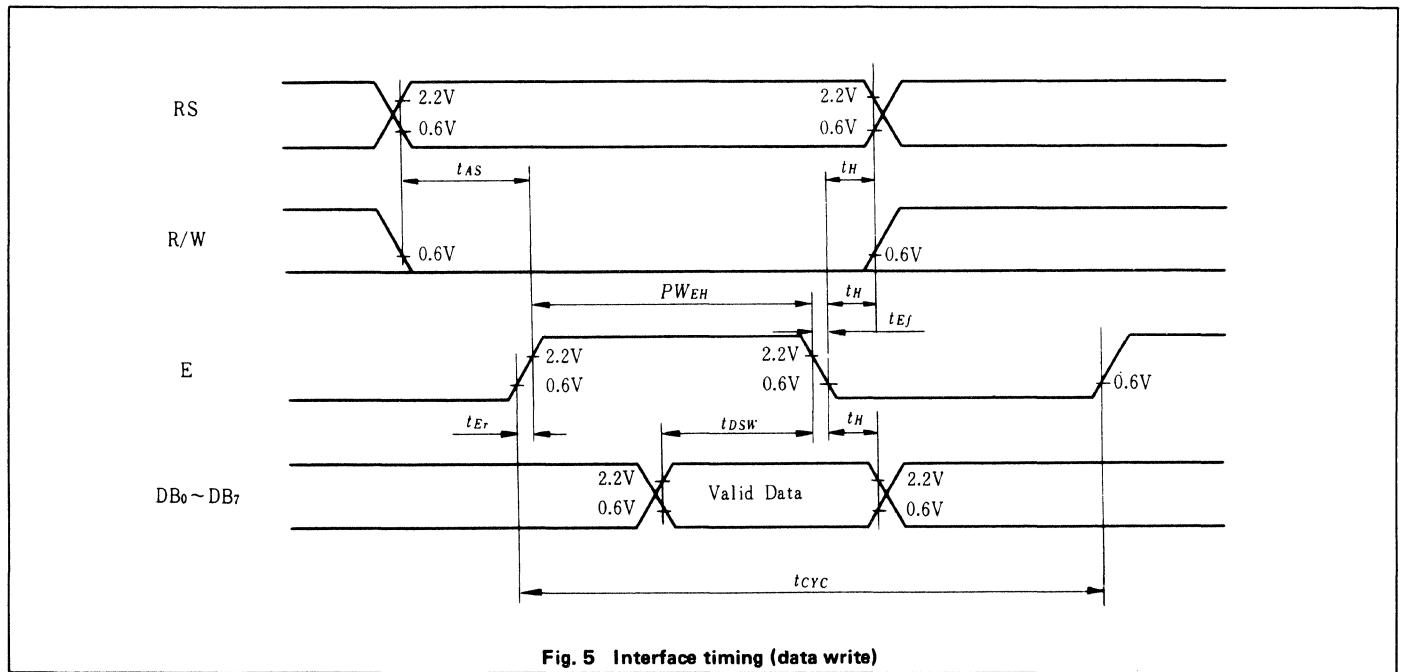 RS
2.2V
0.6V
2.2V
0.6V
tAS
tH
R/W
0.6V
0.6V
PWEH
tH
tEf
E
2.2V
0.6V
2.2V
0.6V
0.6V
tEr
tDSW
tH
DB0~DB7
2.2V
0.6V
Valid Data
2.2V
0.6V
tCYC
Fig. 5 Interface timing (data write)